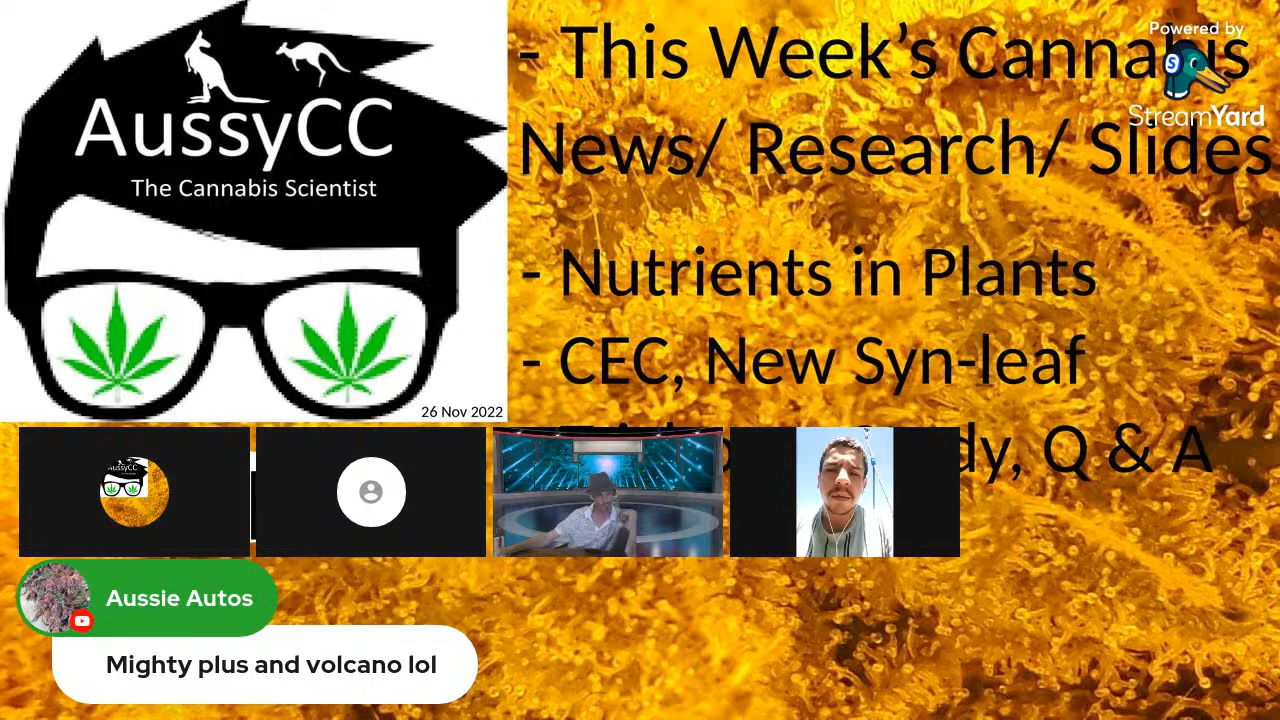 - This Week’s Cannabis
News/ Research/ Slides
Powered by
StreamYard
AussyCC
The Cannabis Scientist
- Nutrients in Plants
- CEC, New Syn-leaf
Q & A
26 Nov 2022
Aussie Autos
Mighty plus and volcano lol